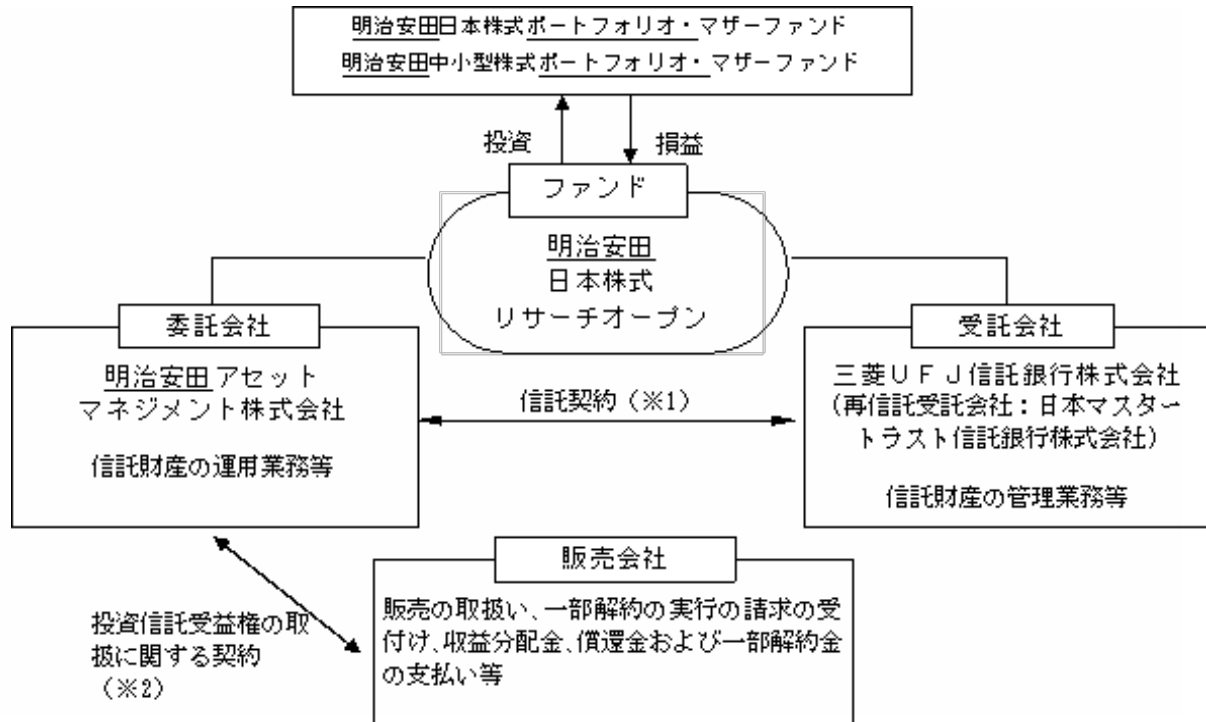 明治安田日本株式ポートフォリオ・マザーファンド
明治安田中小型株式ポートフォリオ・マザーファンド
投資
損益
ファンド
明治安田
日本株式
リサーチオープン
委託会社
明治安田アセット
マネジメント株式会社
信託財産の運用業務等
信託契約(※1)
受託会社
三菱UFJ信託銀行株式会社
(再信託受託会社:日本マスター
トラスト信託銀行株式会社)
信託財産の管理業務等
投資信託受益権の取
扱に関する契約
(※2)
販売会社
販売の取扱い、一部解約の実行の請求の受
付け、収益分配金、償還金および一部解約金
の支払い等